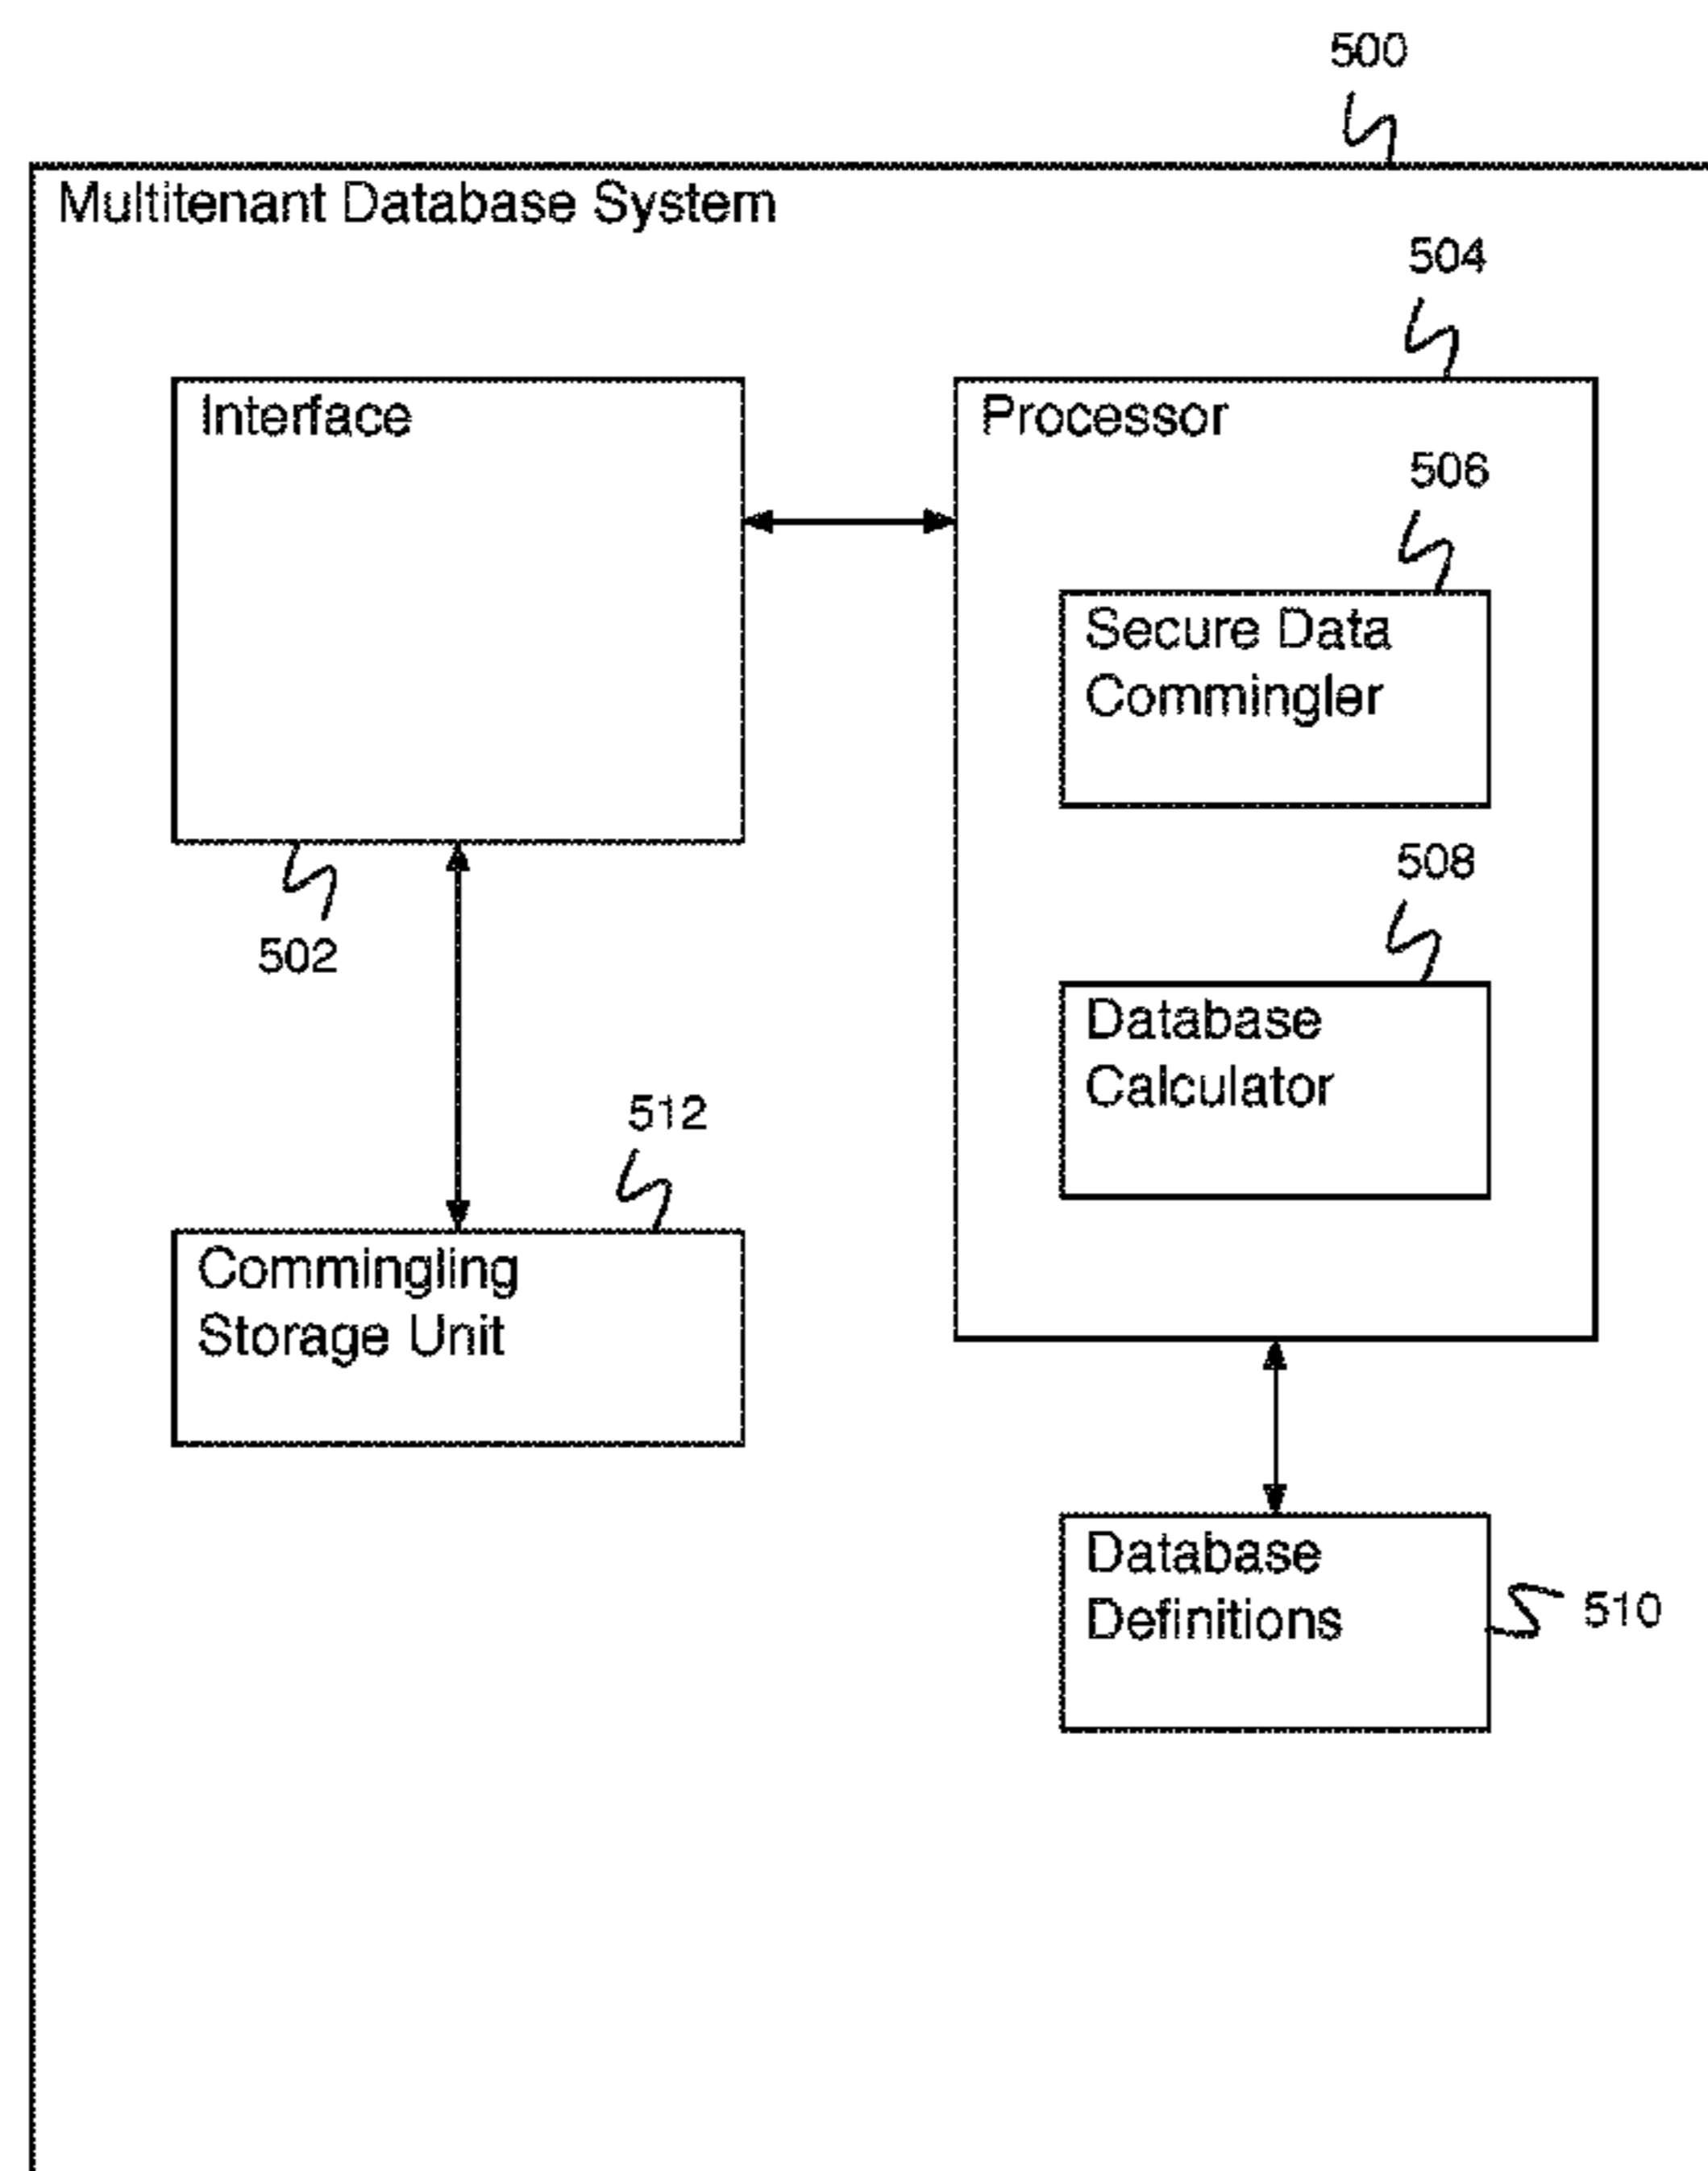 500
Multitenant Database System
504
Interface
Processor
506
Secure Data
Commingler
508
502
Database
Calculator
512
Commingling
Storage Unit
Database
Definitions
510